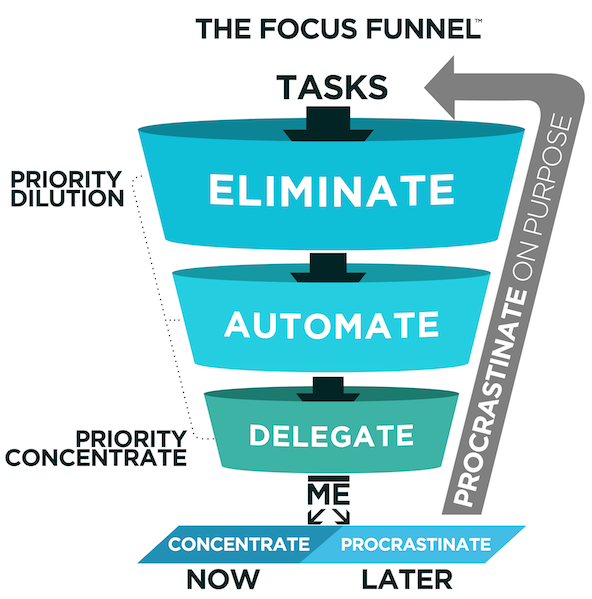 THE FOCUS FUNNEL™
TASKS
PRIORITY
DILUTION
ELIMINATE
AUTOMATE
PRIORITY
CONCENTRATE
DELEGATE
PROCRASTINATE ON PURPOSE
ME
CONCENTRATE PROCRASTINATE
NOW LATER